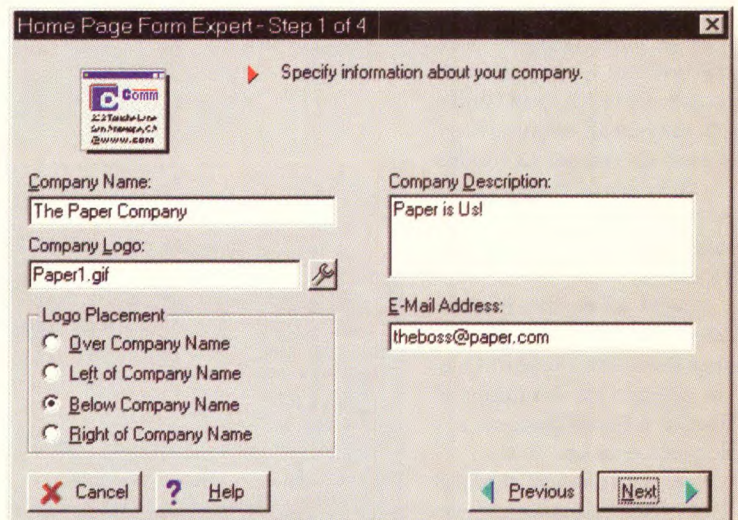 Home Page Form Expert - Step 1 of 4
Comm
@www.com
Specify information about your company.
Company Name:
The Paper Company
Company Logo:
Paper1.gif
Logo Placement
Over Company Name
Left of Company Name
Below Company Name
Right of Company Name
Company Description:
Paper is Us!
E-Mail Address:
theboss@paper.com
Cancel
? Help
Previous
Next